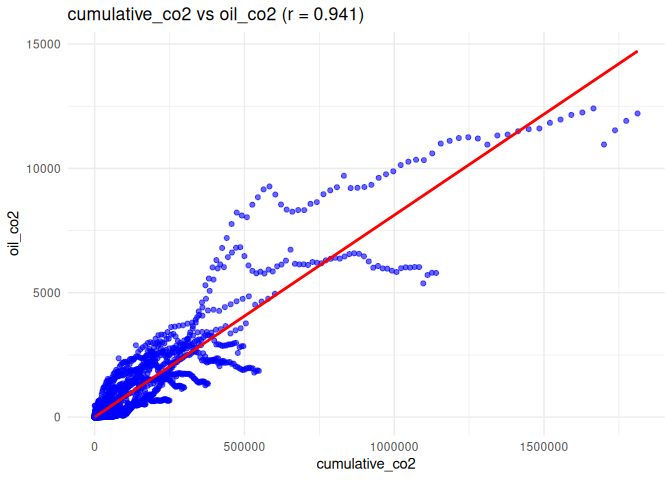 cumulative_co2 vs oil_co2 (r = 0.941)
15000
10000
5000
0
oil_co2
0
500000
1000000
1500000
cumulative_co2